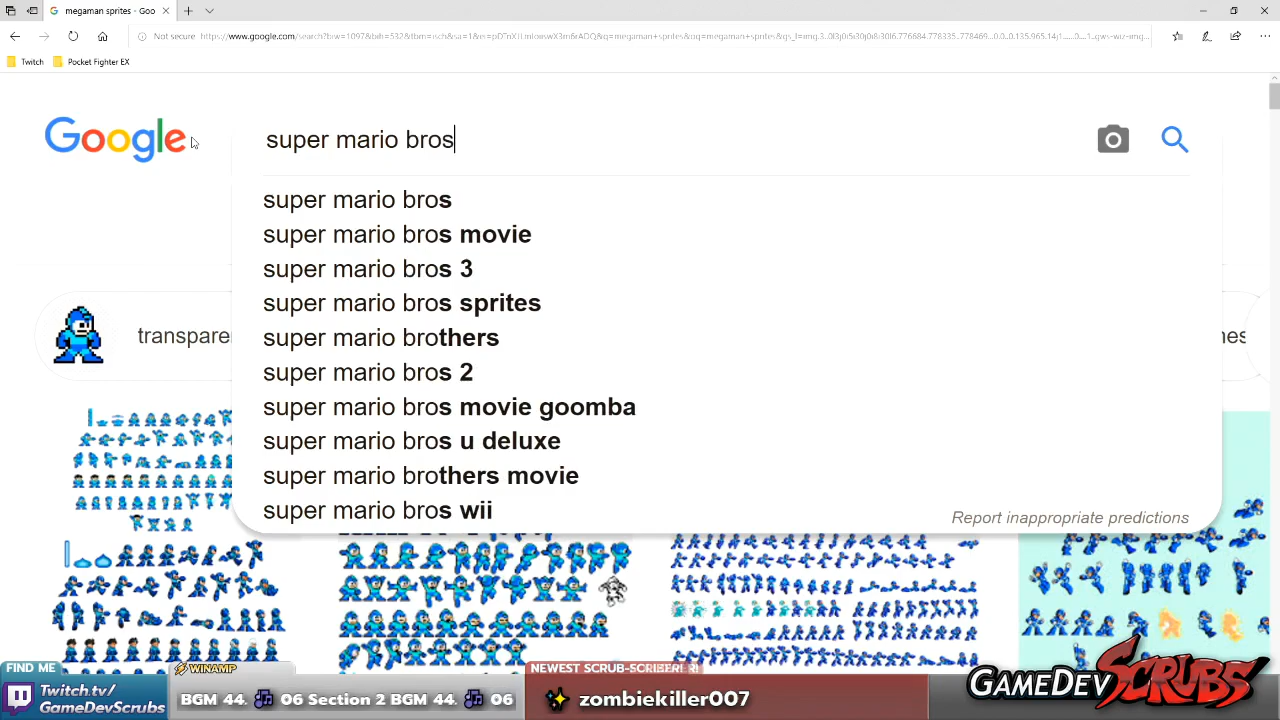 megaman sprites - Goo
Not secure
Twitch
Pocket Fighter EX
Google
super mario bros
super mario bros
super mario bros movie
super mario bros 3
super mario bros sprites
super mario brothers
super mario bros 2
super mario bros movie goomba
super mario bros u deluxe
super mario brothers movie
super mario bros wii
Report inappropriate predictions
transpare
nes
FIND ME
WINAMP
NEWEST SCRUB-SCRIBER!
Twitch.tv/
GameDevScrubs
BGM 44. 06 Section 2 BGM 44. 06
zombiekiller007
GAMEDEV SCRUBS